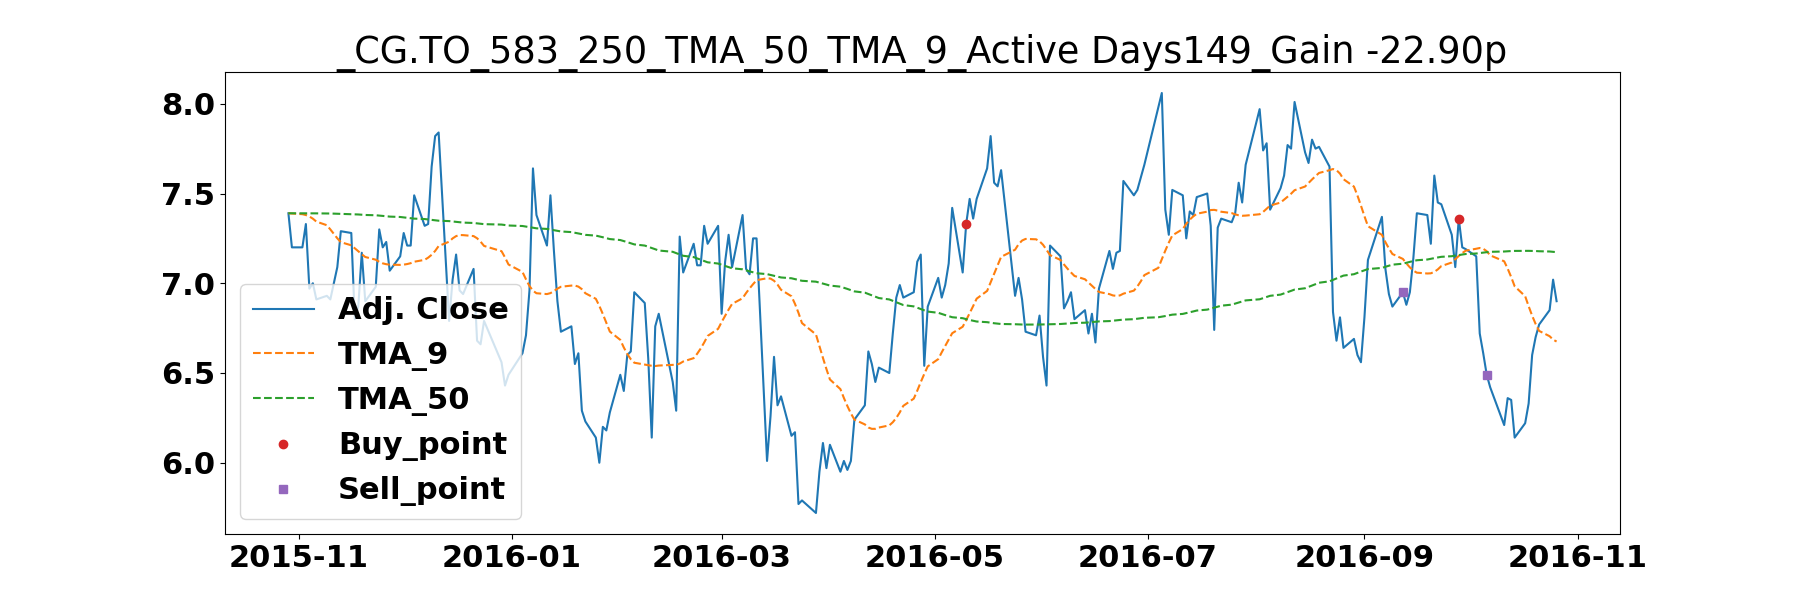 _CG.TO_583_250_TMA_50_TMA_9_Active Days149_Gain -22.90p
8.0
7.5
7.0
6.5
6.0
Adj. Close
TMA_9
TMA_50
Buy_point
Sell_point
2015-11 2016-01 2016-03 2016-05 2016-07 2016-09 2016-11